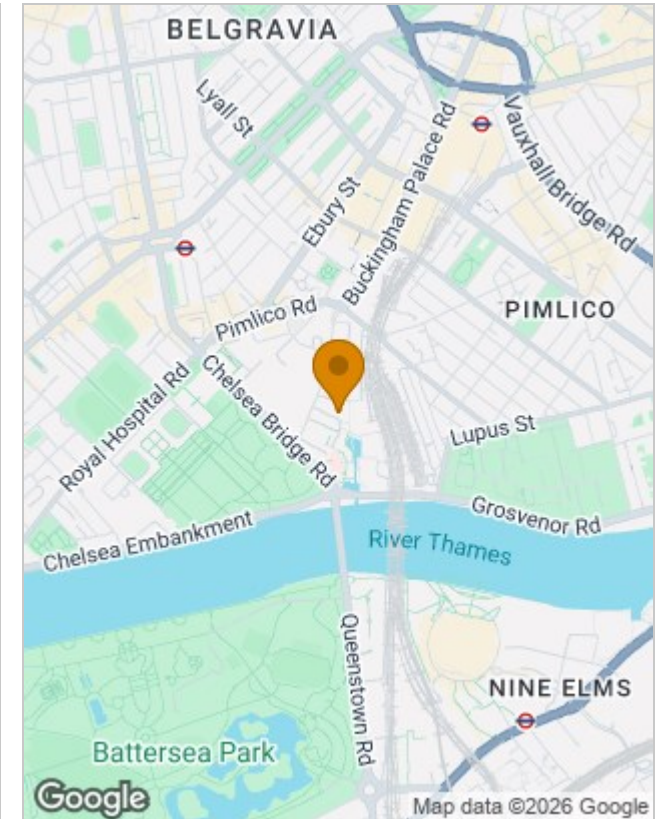 BELGRAVIA
Lyall St
Buckingham Palace Rd
Vauxhall Bridge Rd
Ebury St
PIMLICO
Pimlico Rd
Chelsea Bridge Rd
Royal Hospital Rd
Lupus St
Grosvenor Rd
Chelsea Embankment
River Thames
Queenstown Rd
NINE ELMS
Battersea Park
Google
Map data ©2026 Google